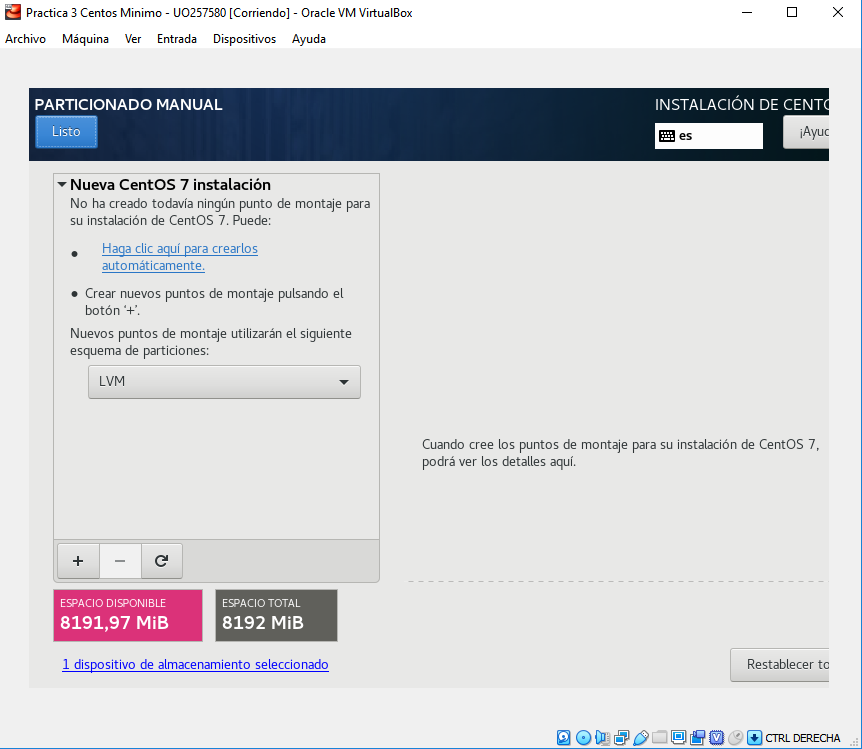 Practica 3 Centos Minimo - UO257580 [Corriendo] - Oracle VM VirtualBox
Archivo Máquina Ver Entrada Dispositivos Ayuda
PARTICIONADO MANUAL
INSTALACIÓN DE CENTO
Listo
es
¡Ayuc
Nueva CentOS 7 instalación
No ha creado todavía ningún punto de montaje para
su instalación de CentOS 7. Puede:
• Haga clic aquí para crearlos
automáticamente.
• Crear nuevos puntos de montaje pulsando el
botón ‘+’.
Nuevos puntos de montaje utilizarán el siguiente
esquema de particiones:
LVM
Cuando cree los puntos de montaje para su instalación de CentOS 7,
podrá ver los detalles aquí.
+ −
ESPACIO DISPONIBLE
8191,97 MiB
ESPACIO TOTAL
8192 MiB
1 dispositivo de almacenamiento seleccionado
Restablecer to
CTRL DERECHA